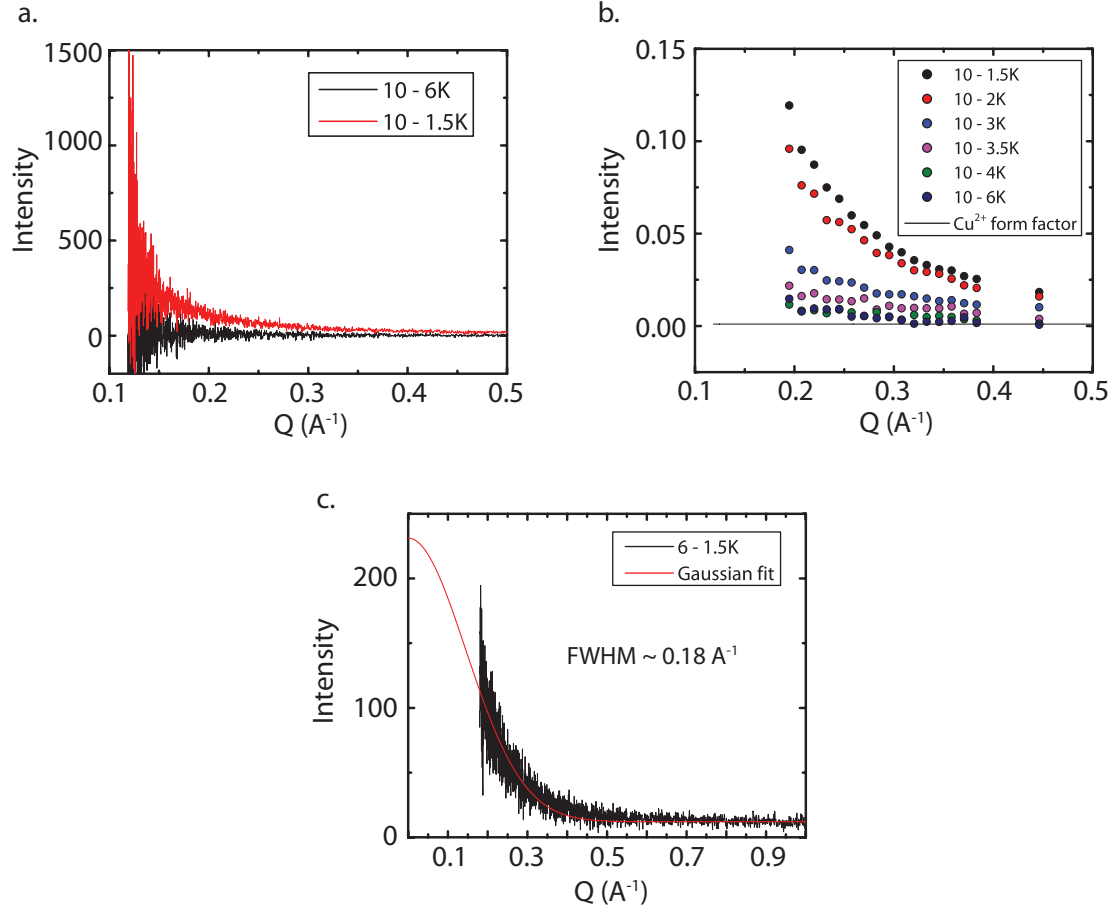 a.
1500
1000
500
0
Intensity
10 - 6K
10 - 1.5K
0.1 0.2 0.3 0.4 0.5
Q (A⁻¹)
b.
0.15
0.10
0.05
0.00
Intensity
10 - 1.5K
10 - 2K
10 - 3K
10 - 3.5K
10 - 4K
10 - 6K
Cu²⁺ form factor
0.1 0.2 0.3 0.4 0.5
Q (A⁻¹)
c.
200
100
0
Intensity
6 - 1.5K
Gaussian fit
FWHM ~ 0.18 A⁻¹
0.1 0.3 0.5 0.7 0.9
Q (A⁻¹)